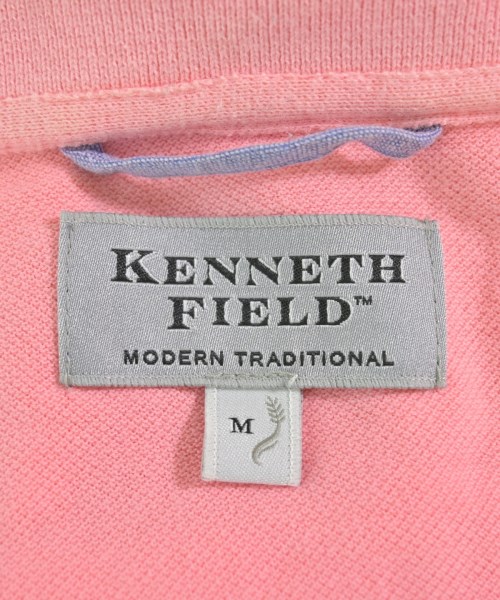 KENNETH
FIELD™
MODERN TRADITIONAL
M